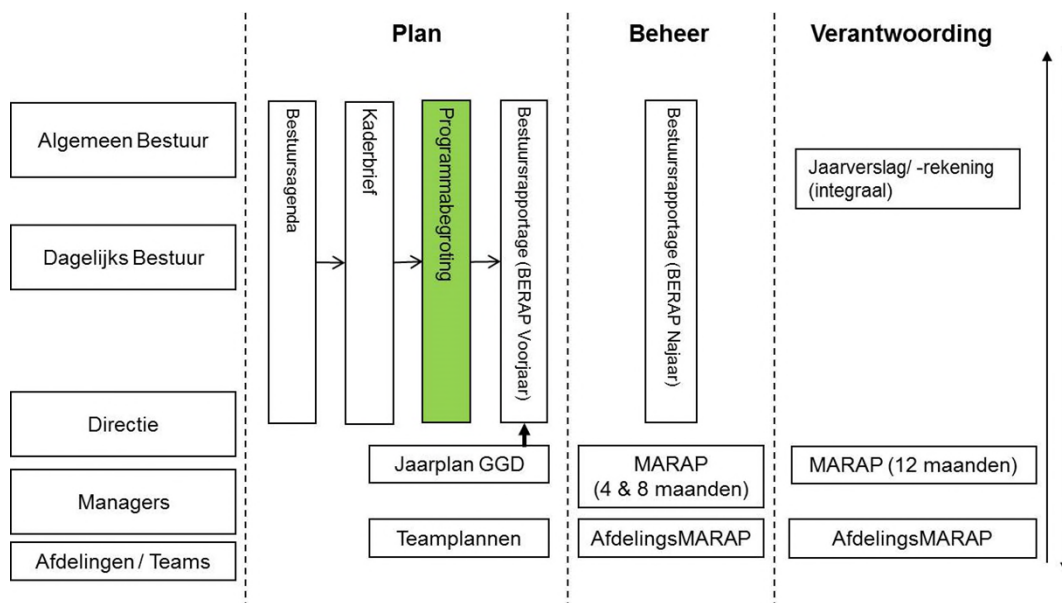 Plan
Beheer
Verantwoording
Algemeen Bestuur
Dagelijks Bestuur
Directie
Managers
Afdelingen / Teams
Bestuursagenda
Kaderbrief
Programmabegroting
Bestuursrapportage (BERAP Voorjaar)
Jaarplan GGD
Teamplannen
Bestuursrapportage (BERAP Najaar)
MARAP
(4 & 8 maanden)
AfdelingsMARAP
Jaarverslag/ -rekening
(integraal)
MARAP (12 maanden)
AfdelingsMARAP